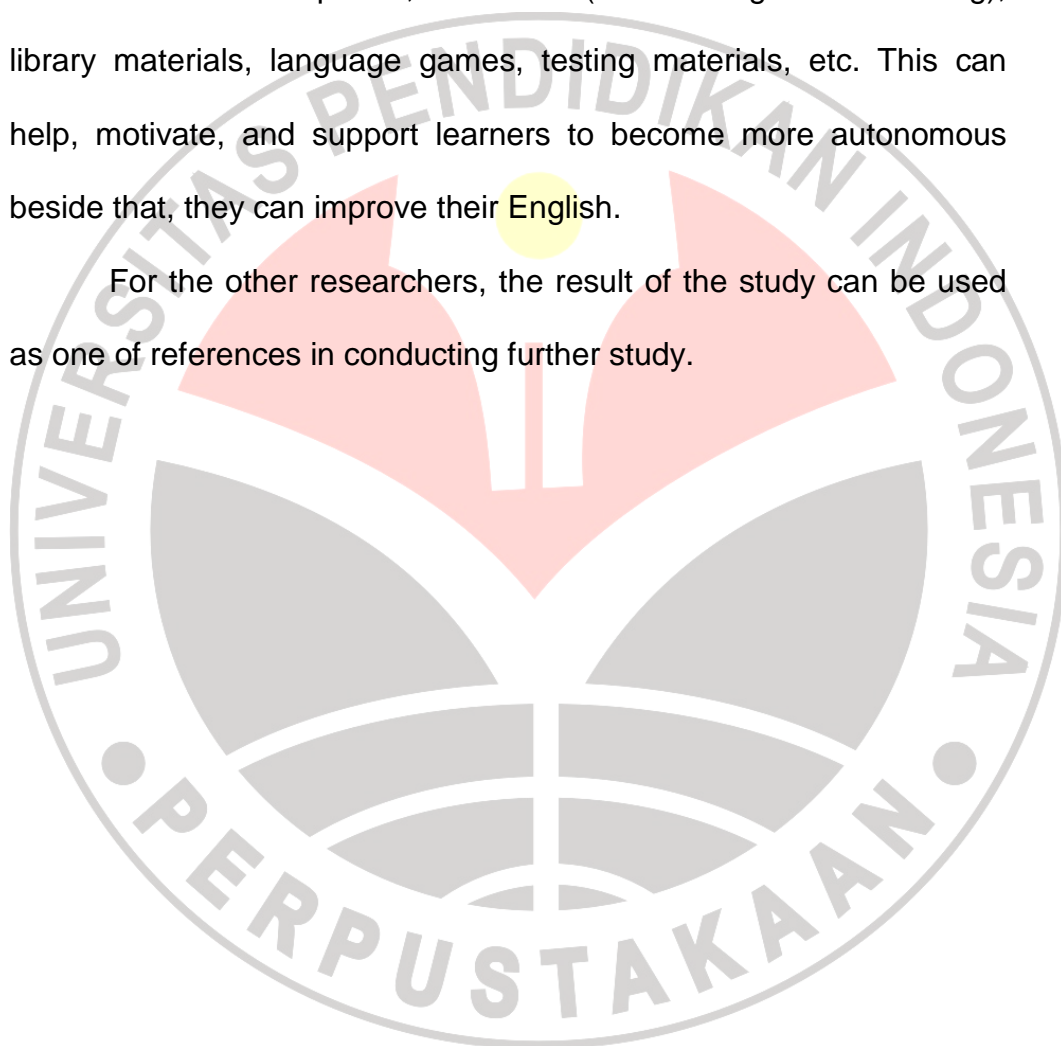 library materials, language games, testing materials, etc. This can
help, motivate, and support learners to become more autonomous
beside that, they can improve their English.
For the other researchers, the result of the study can be used
as one of references in conducting further study.
UNIVERSITAS PENDIDIKAN INDONESIA
PERPUSTAKAAN